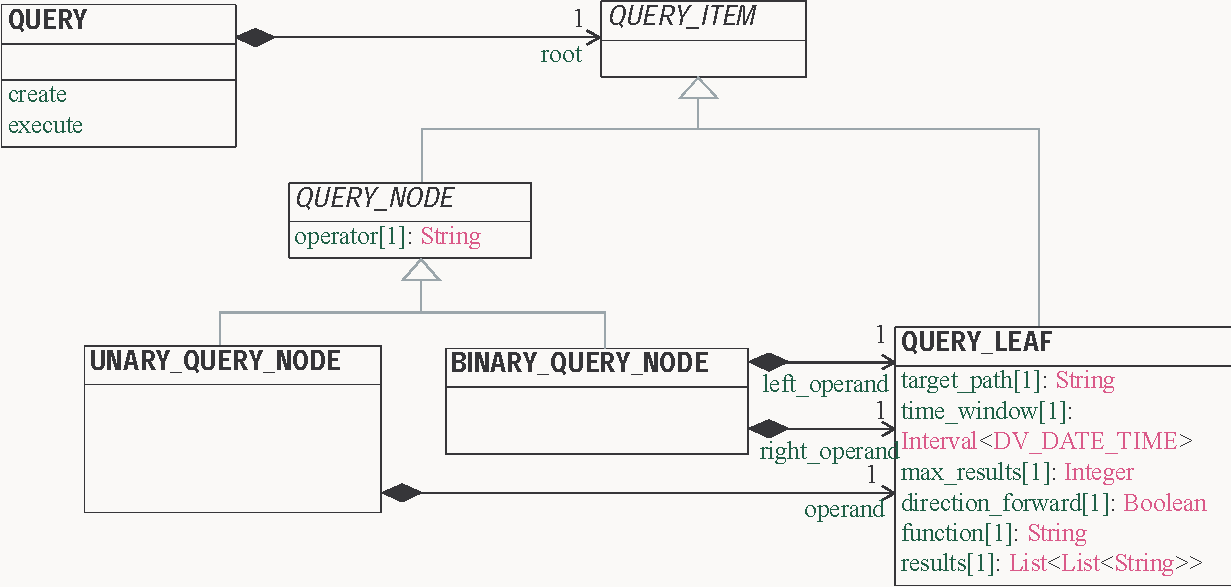 QUERY
create
execute
1
root
QUERY_ITEM
QUERY_NODE
operator[1]: String
UNARY_QUERY_NODE
BINARY_QUERY_NODE
1
left_operand
1
right_operand
1
operand
QUERY_LEAF
target_path[1]: String
time_window[1]:
Interval<DV_DATE_TIME>
max_results[1]: Integer
direction_forward[1]: Boolean
function[1]: String
results[1]: List<List<String>>